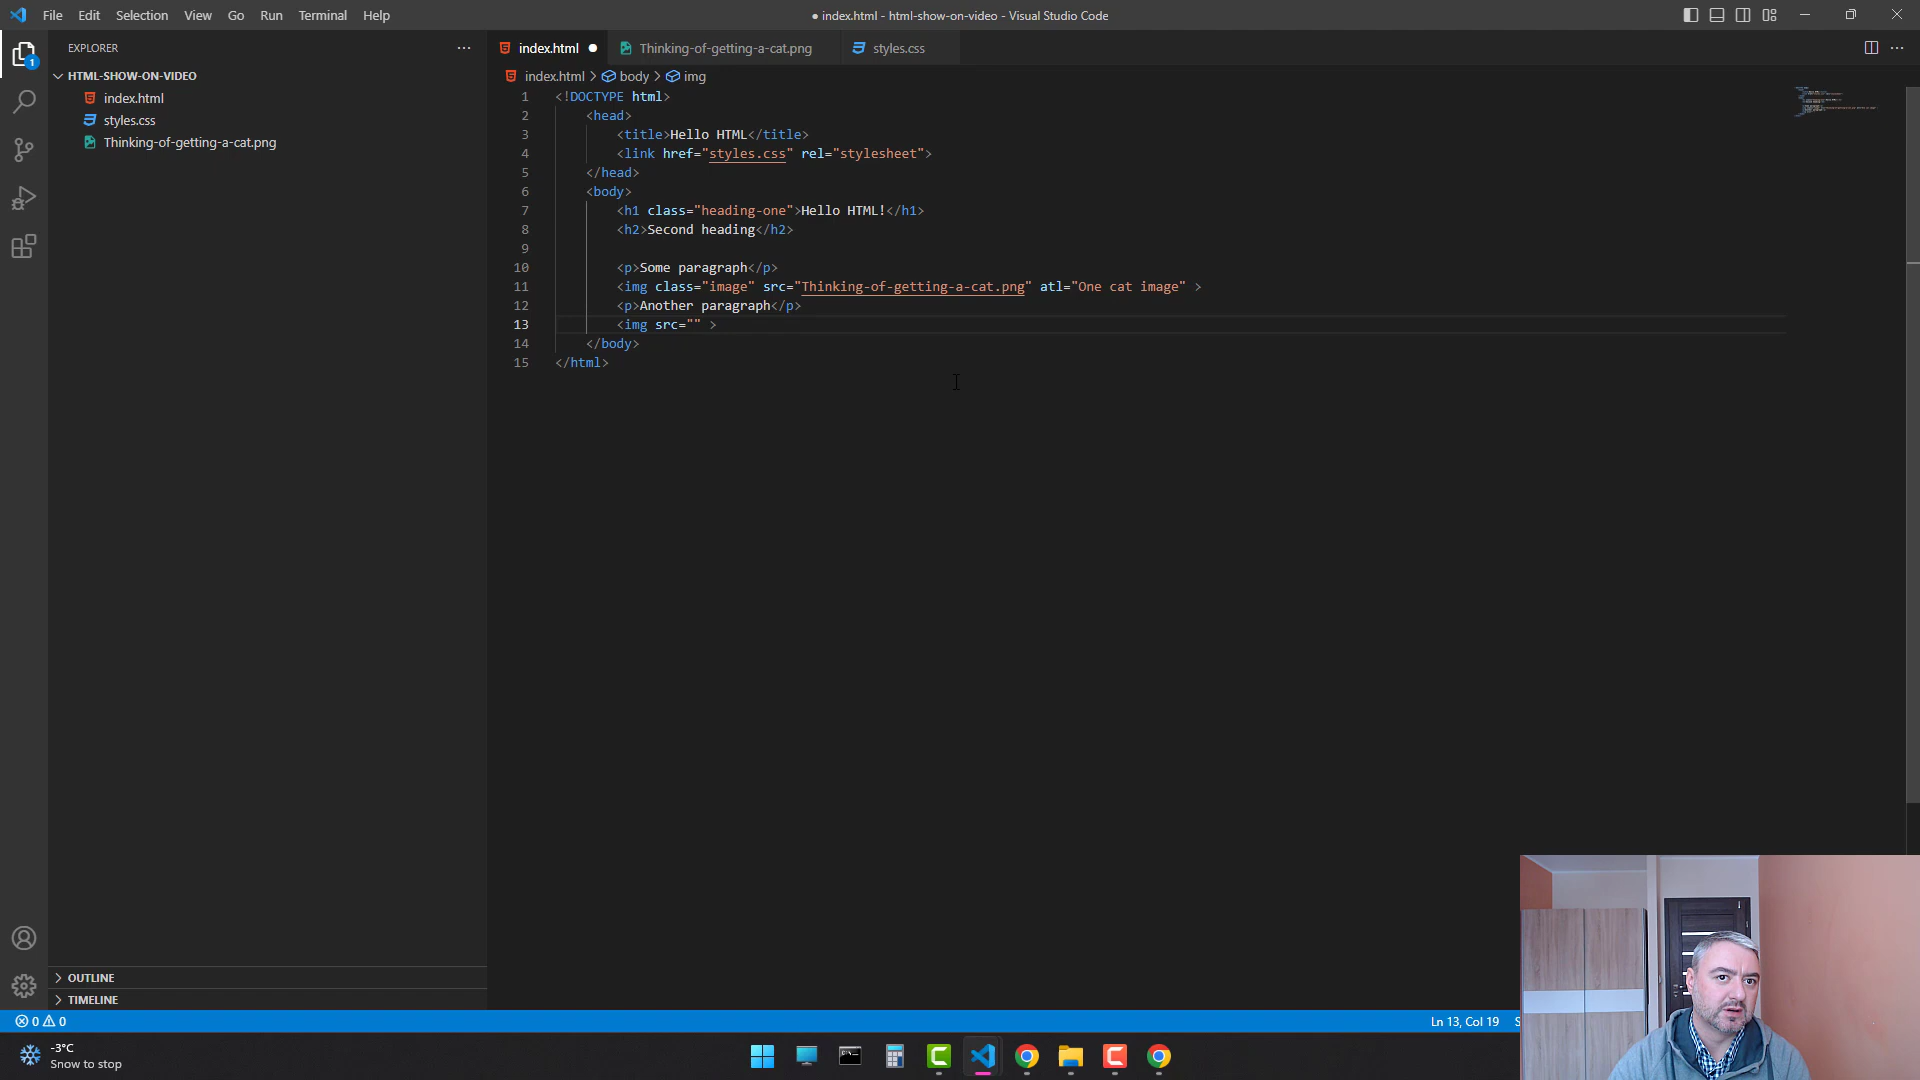 File Edit Selection View Go Run Terminal Help
● index.html - html-show-on-video - Visual Studio Code
EXPLORER
HTML-SHOW-ON-VIDEO
index.html
styles.css
Thinking-of-getting-a-cat.png
OUTLINE
TIMELINE
1
index.html Thinking-of-getting-a-cat.png styles.css
index.html > body > img
1 <!DOCTYPE html>
2 <head>
3 <title>Hello HTML</title>
4 <link href="styles.css" rel="stylesheet">
5 </head>
6 <body>
7 <h1 class="heading-one">Hello HTML!</h1>
8 <h2>Second heading</h2>
9
10 <p>Some paragraph</p>
11 <img class="image" src="Thinking-of-getting-a-cat.png" atl="One cat image" >
12 <p>Another paragraph</p>
13 <img src="" >
14 </body>
15 </html>
0 0
Ln 13, Col 19 S
-3°C
Snow to stop